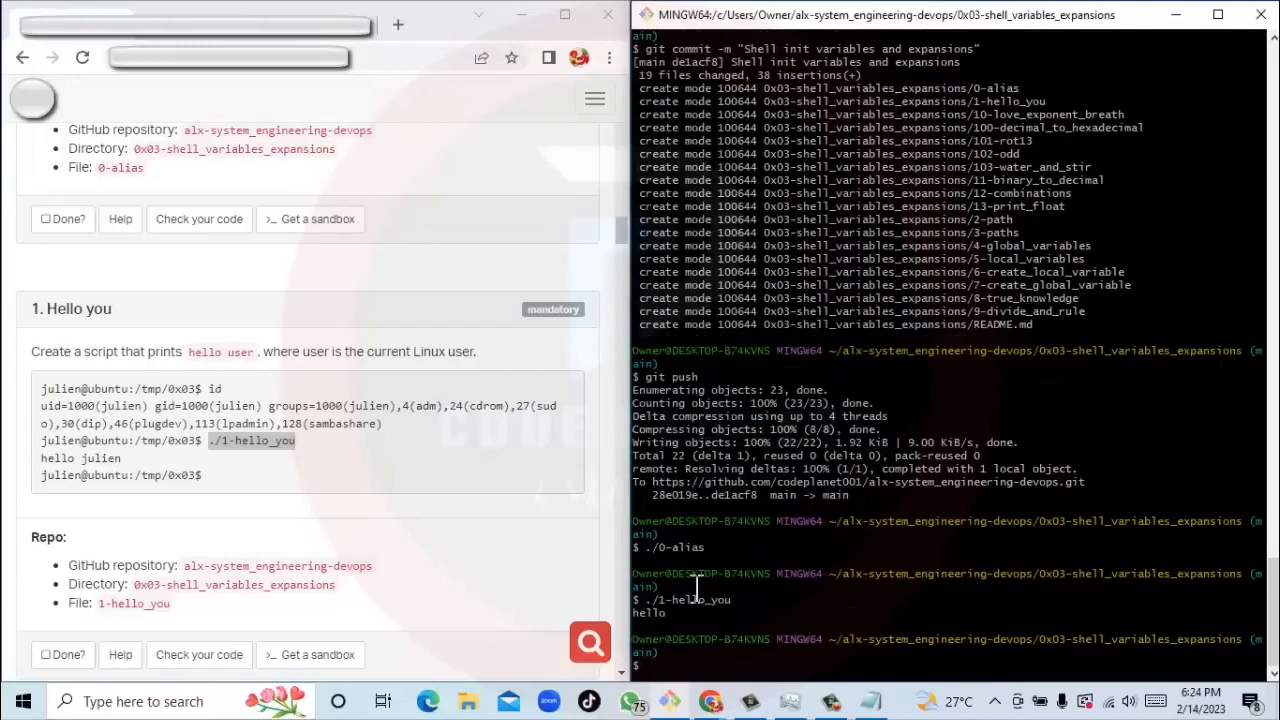 MINGW64:/c/Users/Owner/alx-system_engineering-devops/0x03-shell_variables_expansions
GitHub repository: alx-system_engineering-devops
Directory: 0x03-shell_variables_expansions
File: 0-alias
Done?
Help
Check your code
>_ Get a sandbox
1. Hello you
mandatory
Create a script that prints hello user , where user is the current Linux user.
julien@ubuntu:/tmp/0x03$ id
uid=1000(julien) gid=1000(julien) groups=1000(julien),4(adm),24(cdrom),27(sud
o),30(dip),46(plugdev),113(lpadmin),128(sambashare)
julien@ubuntu:/tmp/0x03$ ./1-hello_you
hello julien
julien@ubuntu:/tmp/0x03$
Repo:
GitHub repository: alx-system_engineering-devops
Directory: 0x03-shell_variables_expansions
File: 1-hello_you
Done?
Help
Check your code
>_ Get a sandbox
ain)
$ git commit -m "Shell init variables and expansions"
[main de1acf8] Shell init variables and expansions
19 files changed, 38 insertions(+)
create mode 100644 0x03-shell_variables_expansions/0-alias
create mode 100644 0x03-shell_variables_expansions/1-hello_you
create mode 100644 0x03-shell_variables_expansions/10-love_exponent_breath
create mode 100644 0x03-shell_variables_expansions/100-decimal_to_hexadecimal
create mode 100644 0x03-shell_variables_expansions/101-rot13
create mode 100644 0x03-shell_variables_expansions/102-odd
create mode 100644 0x03-shell_variables_expansions/103-water_and_stir
create mode 100644 0x03-shell_variables_expansions/11-binary_to_decimal
create mode 100644 0x03-shell_variables_expansions/12-combinations
create mode 100644 0x03-shell_variables_expansions/13-print_float
create mode 100644 0x03-shell_variables_expansions/2-path
create mode 100644 0x03-shell_variables_expansions/3-paths
create mode 100644 0x03-shell_variables_expansions/4-global_variables
create mode 100644 0x03-shell_variables_expansions/5-local_variables
create mode 100644 0x03-shell_variables_expansions/6-create_local_variable
create mode 100644 0x03-shell_variables_expansions/7-create_global_variable
create mode 100644 0x03-shell_variables_expansions/8-true_knowledge
create mode 100644 0x03-shell_variables_expansions/9-divide_and_rule
create mode 100644 0x03-shell_variables_expansions/README.md
Owner@DESKTOP-B74KVNS MINGW64 ~/alx-system_engineering-devops/0x03-shell_variables_expansions (m
ain)
$ git push
Enumerating objects: 23, done.
Counting objects: 100% (23/23), done.
Delta compression using up to 4 threads
Compressing objects: 100% (8/8), done.
Writing objects: 100% (22/22), 1.92 KiB | 9.00 KiB/s, done.
Total 22 (delta 1), reused 0 (delta 0), pack-reused 0
remote: Resolving deltas: 100% (1/1), completed with 1 local object.
To https://github.com/codeplanet001/alx-system_engineering-devops.git
28e019e..de1acf8 main -> main
Owner@DESKTOP-B74KVNS MINGW64 ~/alx-system_engineering-devops/0x03-shell_variables_expansions (m
ain)
$ ./0-alias
Owner@DESKTOP-B74KVNS MINGW64 ~/alx-system_engineering-devops/0x03-shell_variables_expansions (m
ain)
$ ./1-hello_you
hello
Owner@DESKTOP-B74KVNS MINGW64 ~/alx-system_engineering-devops/0x03-shell_variables_expansions (m
ain)
$
Type here to search
zoom
75
27°C
6:24 PM
2/14/2023
8